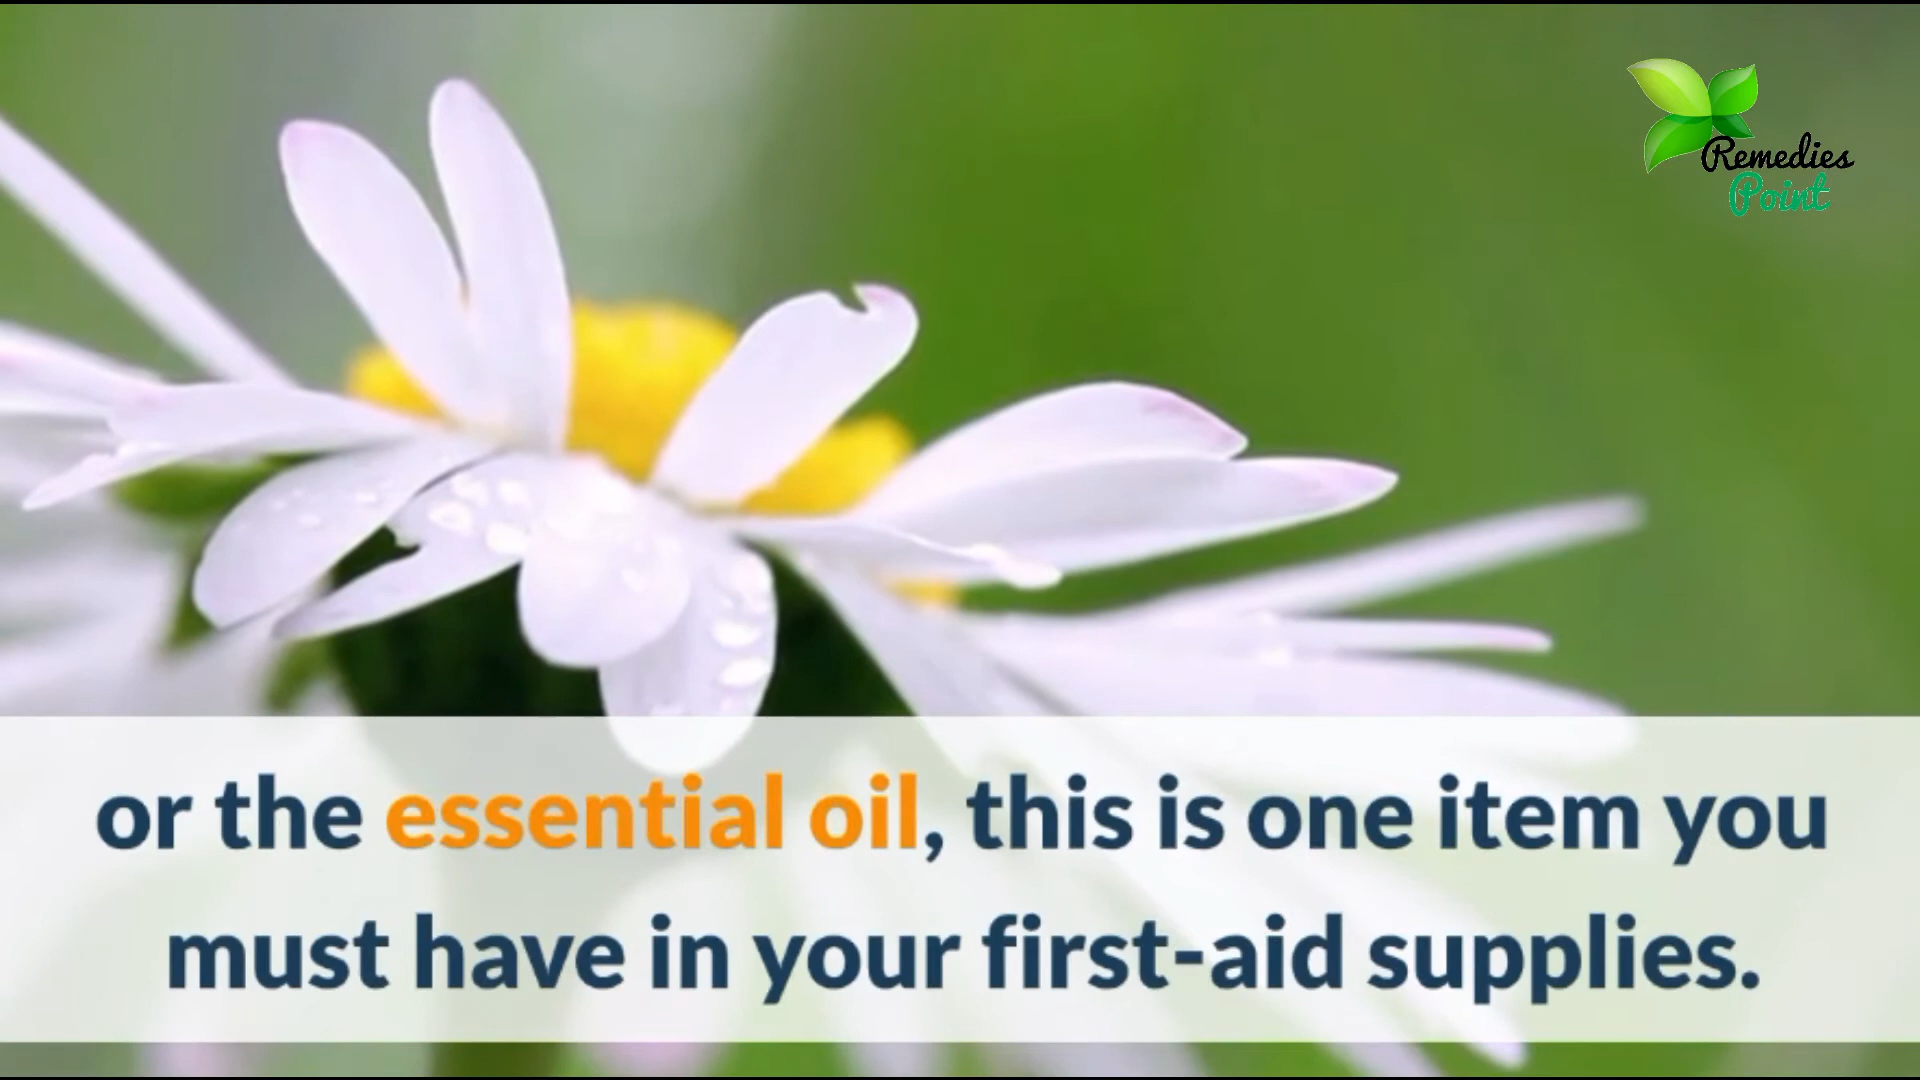 Remedies
Point
or the essential oil, this is one item you
must have in your first-aid supplies.